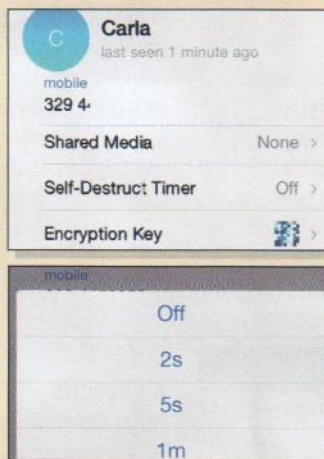 C
Carla
last seen 1 minute ago
mobile
329 4
Shared Media None >
Self-Destruct Timer Off >
Encryption Key >
mobile
Off
2s
5s
1m